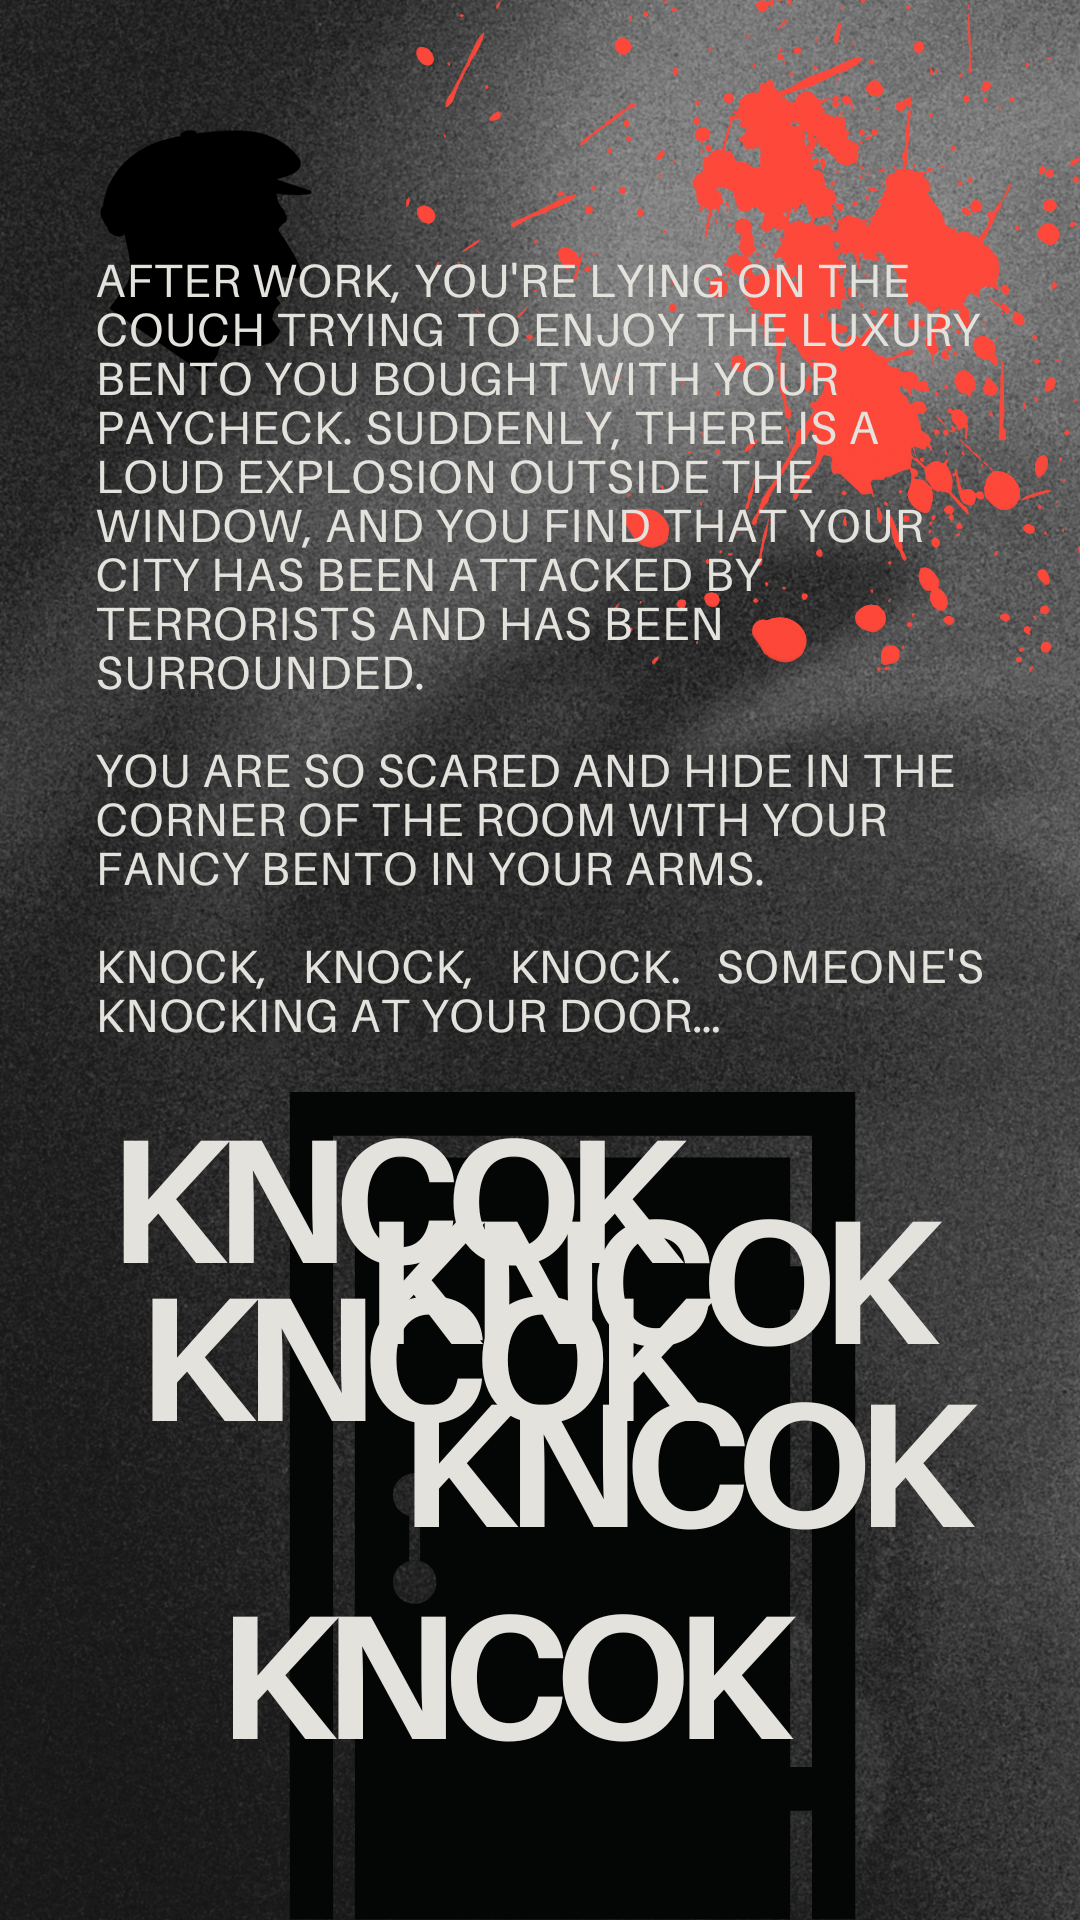 AFTER WORK, YOU'RE LYING ON THE
COUCH TRYING TO ENJOY THE LUXURY
BENTO YOU BOUGHT WITH YOUR
PAYCHECK. SUDDENLY, THERE IS A
LOUD EXPLOSION OUTSIDE THE
WINDOW, AND YOU FIND THAT YOUR
CITY HAS BEEN ATTACKED BY
TERRORISTS AND HAS BEEN
SURROUNDED.
YOU ARE SO SCARED AND HIDE IN THE
CORNER OF THE ROOM WITH YOUR
FANCY BENTO IN YOUR ARMS.
KNOCK, KNOCK, KNOCK. SOMEONE'S
KNOCKING AT YOUR DOOR...
KNCOK
KNCOK
KNCOK
KNCOK
KNCOK